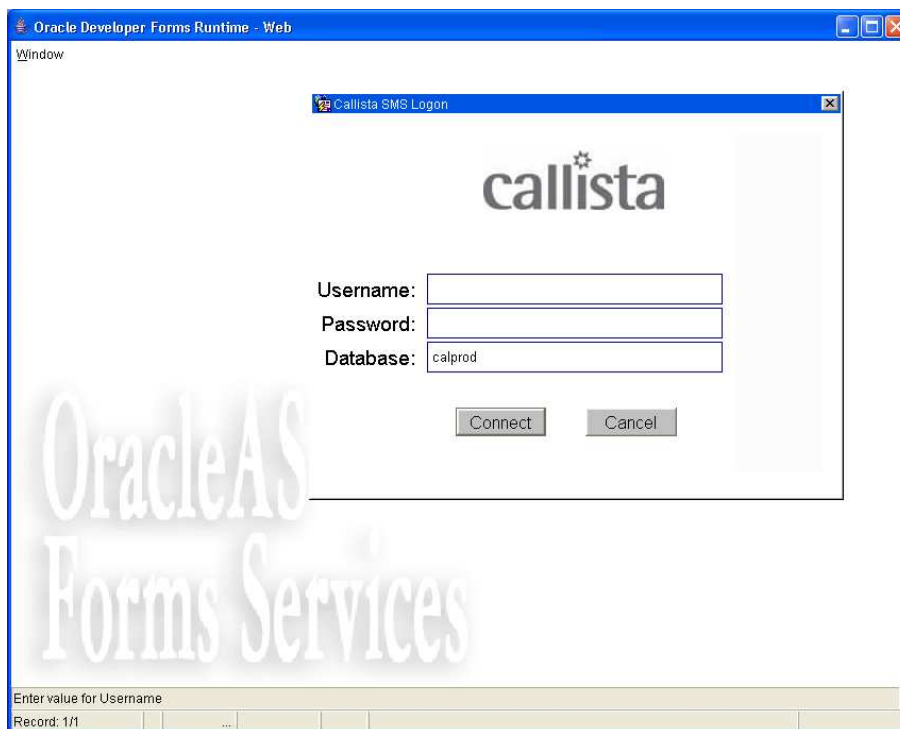 Oracle Developer Forms Runtime - Web
Window
Callista SMS Logon
callista
Username:
Password:
Database: calprod
Connect Cancel
OracleAS
Forms Services
Enter value for Username
Record: 1/1 ...